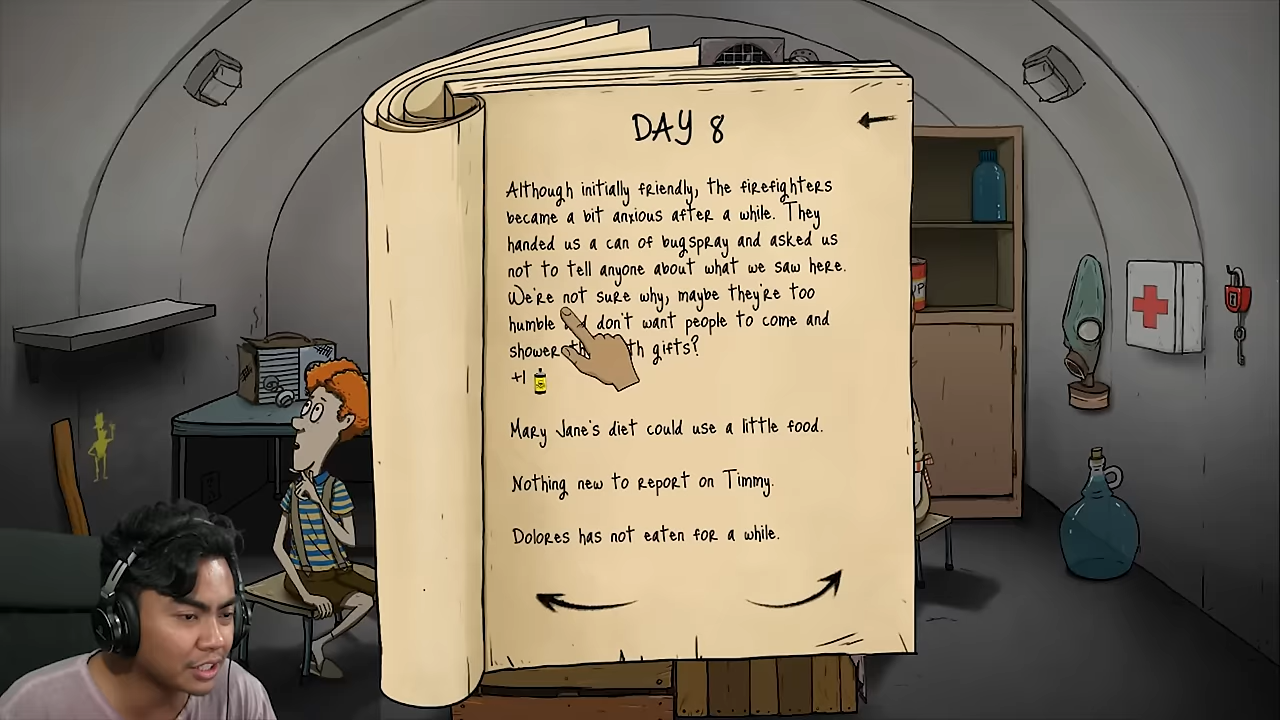 DAY 8
Although initially friendly, the firefighters
became a bit anxious after a while. They
handed us a can of bugspray and asked us
not to tell anyone about what we saw here.
We're not sure why, maybe they're too
humble don't want people to come and
shower gifts?
+1
Mary Jane's diet could use a little food.
Nothing new to report on Timmy.
Dolores has not eaten for a while.